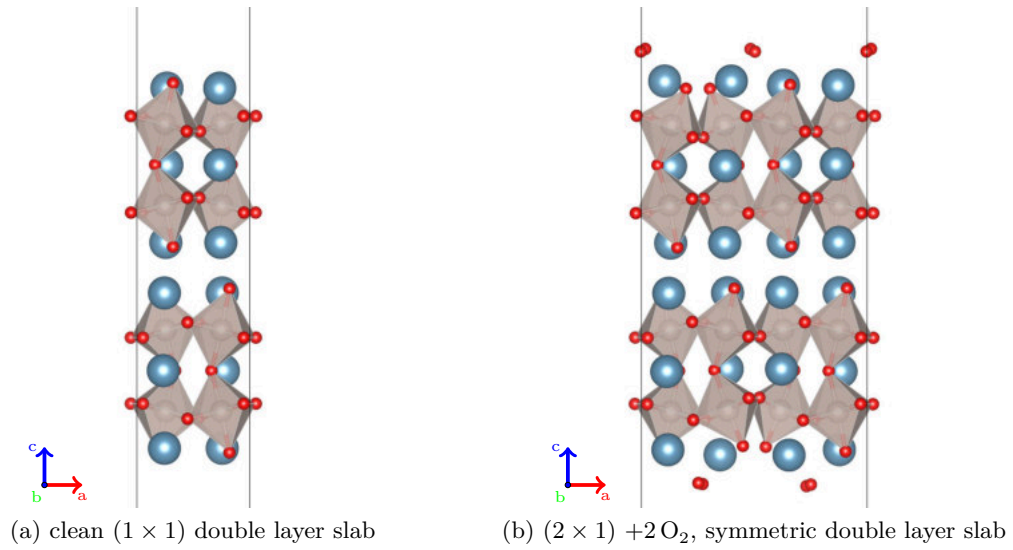 c
b
a
c
b
a
(a) clean (1 × 1) double layer slab
(b) (2 × 1) +2 O₂, symmetric double layer slab